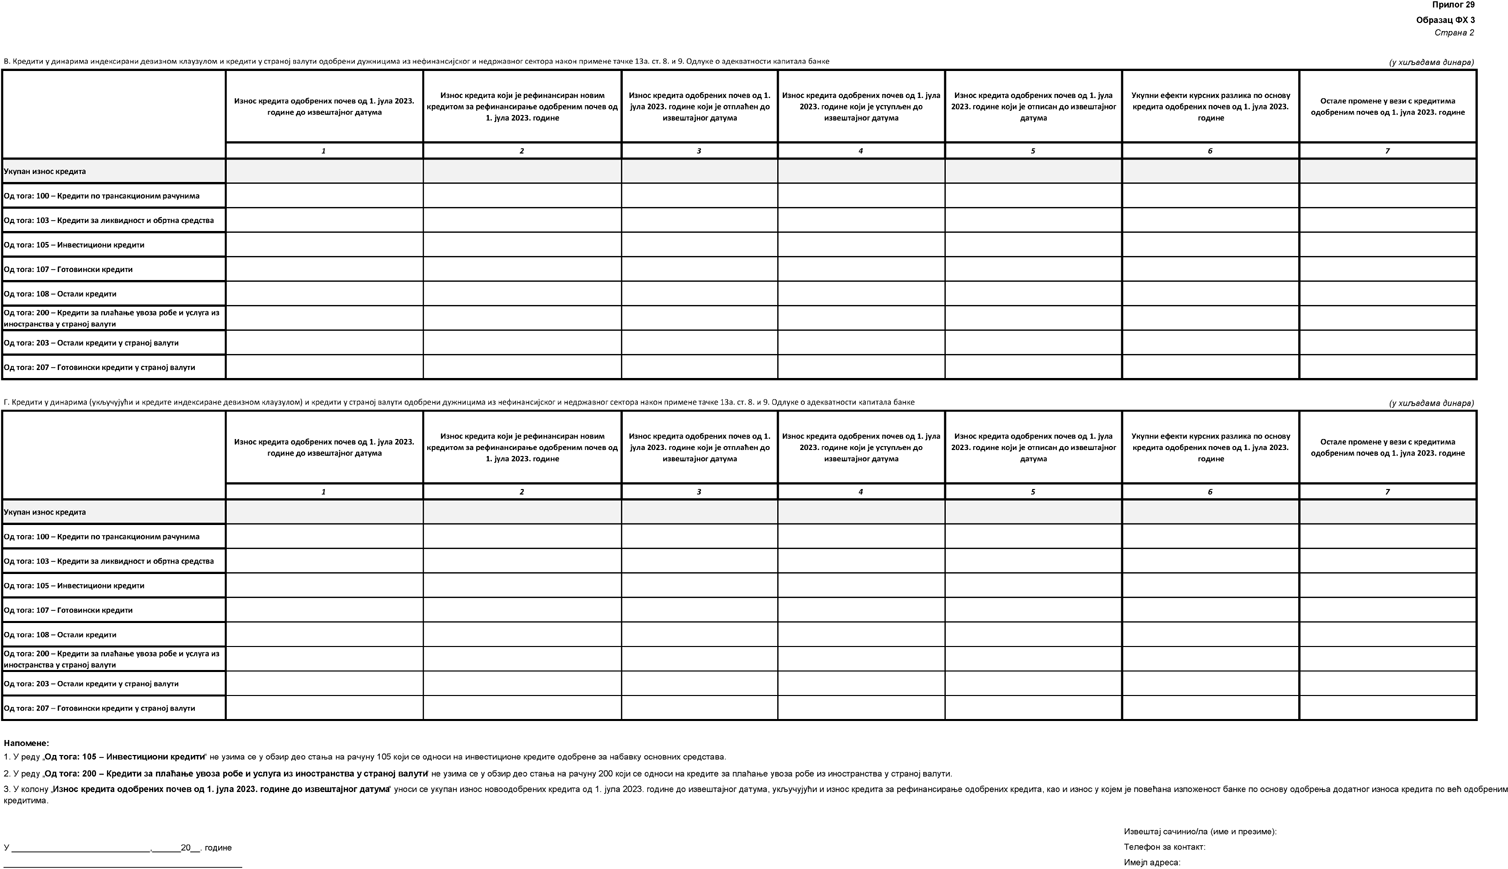 Прилог 29
Образац ФХ 3
Страна 2
В. Кредити у динарима индексирани девизном клаузулом и кредити у страној валути одобрени дужницима из нефинансијског и недржавног сектора након примене тачке 13а. ст. 8. и 9. Одлуке о адекватности капитала банке
(у хиљадама динара)
Износ кредита одобрених почев од 1. јула 2023.
године до извештајног датума
Износ кредита који је рефинансиран новим
кредитом за рефинансирање одобреним почев од
1. јула 2023. године
Износ кредита одобрених почев од 1.
јула 2023. године који је отплаћен до
извештајног датума
Износ кредита одобрених почев од 1. јула
2023. године који је уступљен до
извештајног датума
Износ кредита одобрених почев од 1. јула
2023. године који је отписан до извештајног
датума
Укупни ефекти курсних разлика по основу
кредита одобрених почев од 1. јула 2023.
године
Остале промене у вези с кредитима
одобреним почев од 1. јула 2023. године
1 2 3 4 5 6 7
Укупан износ кредита
Од тога: 100 – Кредити по трансакционим рачунима
Од тога: 103 – Кредити за ликвидност и обртна средства
Од тога: 105 – Инвестициони кредити
Од тога: 107 – Готовински кредити
Од тога: 108 – Остали кредити
Од тога: 200 – Кредити за плаћање увоза робе и услуга из
иностранства у страној валути
Од тога: 203 – Остали кредити у страној валути
Од тога: 207 – Готовински кредити у страној валути
Г. Кредити у динарима (укључујући и кредите индексиране девизном клаузулом) и кредити у страној валути одобрени дужницима из нефинансијског и недржавног сектора након примене тачке 13а. ст. 8. и 9. Одлуке о адекватности капитала банке
(у хиљадама динара)
Износ кредита одобрених почев од 1. јула 2023.
године до извештајног датума
Износ кредита који је рефинансиран новим
кредитом за рефинансирање одобреним почев од
1. јула 2023. године
Износ кредита одобрених почев од 1.
јула 2023. године који је отплаћен до
извештајног датума
Износ кредита одобрених почев од 1. јула
2023. године који је уступљен до
извештајног датума
Износ кредита одобрених почев од 1. јула
2023. године који је отписан до извештајног
датума
Укупни ефекти курсних разлика по основу
кредита одобрених почев од 1. јула 2023.
године
Остале промене у вези с кредитима
одобреним почев од 1. јула 2023. године
1 2 3 4 5 6 7
Укупан износ кредита
Од тога: 100 – Кредити по трансакционим рачунима
Од тога: 103 – Кредити за ликвидност и обртна средства
Од тога: 105 – Инвестициони кредити
Од тога: 107 – Готовински кредити
Од тога: 108 – Остали кредити
Од тога: 200 – Кредити за плаћање увоза робе и услуга из
иностранства у страној валути
Од тога: 203 – Остали кредити у страној валути
Од тога: 207 – Готовински кредити у страној валути
Напомене:
1. У реду „Од тога: 105 – Инвестициони кредити“ не узима се у обзир део стања на рачуну 105 који се односи на инвестиционе кредите одобрене за набавку основних средстава.
2. У реду „Од тога: 200 – Кредити за плаћање увоза робе и услуга из иностранства у страној валути“ не узима се у обзир део стања на рачуну 200 који се односи на кредите за плаћање увоза робе из иностранства у страној валути.
3. У колону „Износ кредита одобрених почев од 1. јула 2023. године до извештајног датума“ уноси се укупан износ новоодобрених кредита од 1. јула 2023. године до извештајног датума, укључујући и износ кредита за рефинансирање одобрених кредита, као и износ у којем је повећана изложеност банке по основу одобрења додатног износа кредита по већ одобреним
кредитима.
Извештај сачинио/ла (име и презиме):
У ____________________________,______20__. године
Телефон за контакт:
Имејл адреса: